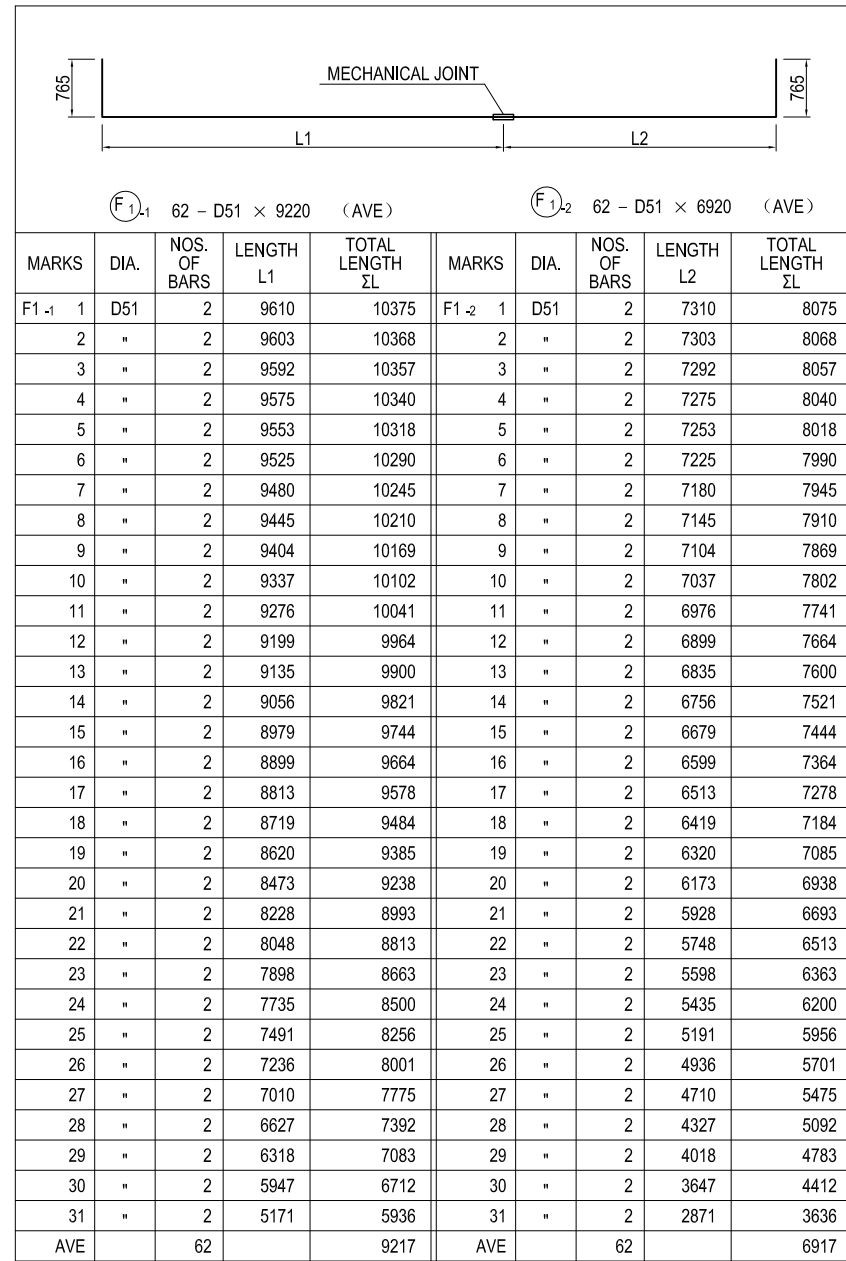 765
MECHANICAL JOINT
765
L1
L2
F 1 -1 62 – D51 × 9220 （AVE）
F 1 -2 62 – D51 × 6920 （AVE）
MARKS DIA. NOS. OF BARS LENGTH L1 TOTAL LENGTH ΣL MARKS DIA. NOS. OF BARS LENGTH L2 TOTAL LENGTH ΣL
F1 -1 1 D51 2 9610 10375 F1 -2 1 D51 2 7310 8075
2 " 2 9603 10368 2 " 2 7303 8068
3 " 2 9592 10357 3 " 2 7292 8057
4 " 2 9575 10340 4 " 2 7275 8040
5 " 2 9553 10318 5 " 2 7253 8018
6 " 2 9525 10290 6 " 2 7225 7990
7 " 2 9480 10245 7 " 2 7180 7945
8 " 2 9445 10210 8 " 2 7145 7910
9 " 2 9404 10169 9 " 2 7104 7869
10 " 2 9337 10102 10 " 2 7037 7802
11 " 2 9276 10041 11 " 2 6976 7741
12 " 2 9199 9964 12 " 2 6899 7664
13 " 2 9135 9900 13 " 2 6835 7600
14 " 2 9056 9821 14 " 2 6756 7521
15 " 2 8979 9744 15 " 2 6679 7444
16 " 2 8899 9664 16 " 2 6599 7364
17 " 2 8813 9578 17 " 2 6513 7278
18 " 2 8719 9484 18 " 2 6419 7184
19 " 2 8620 9385 19 " 2 6320 7085
20 " 2 8473 9238 20 " 2 6173 6938
21 " 2 8228 8993 21 " 2 5928 6693
22 " 2 8048 8813 22 " 2 5748 6513
23 " 2 7898 8663 23 " 2 5598 6363
24 " 2 7735 8500 24 " 2 5435 6200
25 " 2 7491 8256 25 " 2 5191 5956
26 " 2 7236 8001 26 " 2 4936 5701
27 " 2 7010 7775 27 " 2 4710 5475
28 " 2 6627 7392 28 " 2 4327 5092
29 " 2 6318 7083 29 " 2 4018 4783
30 " 2 5947 6712 30 " 2 3647 4412
31 " 2 5171 5936 31 " 2 2871 3636
AVE 62 9217 AVE 62 6917